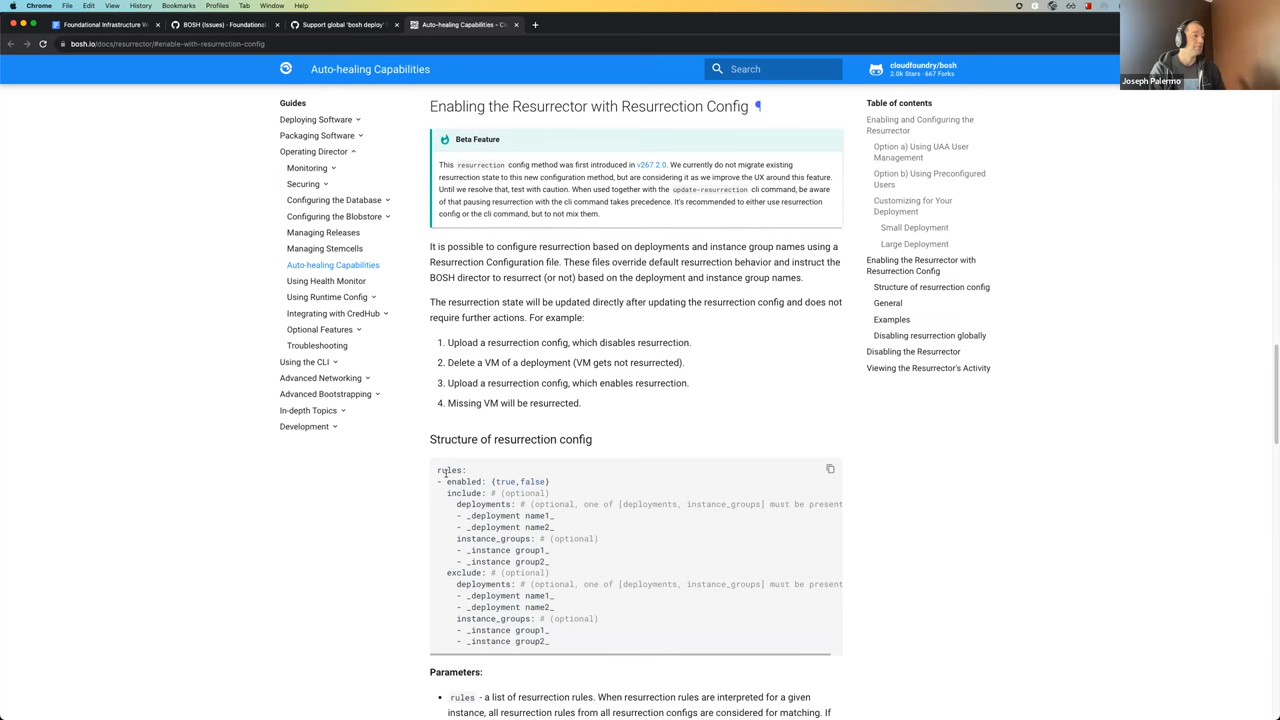 Chrome File Edit View History Bookmarks Profiles Tab Window Help
Foundational Infrastructure W
BOSH (Issues) - Foundational
Support global 'bosh deploy'
Auto-healing Capabilities - C
bosh.io/docs/resurrector/#enable-with-resurrection-config
Joseph Palermo
Auto-healing Capabilities
Search
cloudfoundry/bosh
2.0k Stars · 667 Forks
Guides
Deploying Software
Packaging Software
Operating Director
Monitoring
Securing
Configuring the Database
Configuring the Blobstore
Managing Releases
Managing Stemcells
Auto-healing Capabilities
Using Health Monitor
Using Runtime Config
Integrating with CredHub
Optional Features
Troubleshooting
Using the CLI
Advanced Networking
Advanced Bootstrapping
In-depth Topics
Development
Enabling the Resurrector with Resurrection Config ¶
Beta Feature
This resurrection config method was first introduced in v267.2.0. We currently do not migrate existing
resurrection state to this new configuration method, but are considering it as we improve the UX around this feature.
Until we resolve that, test with caution. When used together with the update-resurrection cli command, be aware
of that pausing resurrection with the cli command takes precedence. It's recommended to either use resurrection
config or the cli command, but to not mix them.
It is possible to configure resurrection based on deployments and instance group names using a
Resurrection Configuration file. These files override default resurrection behavior and instruct the
BOSH director to resurrect (or not) based on the deployment and instance group names.
The resurrection state will be updated directly after updating the resurrection config and does not
require further actions. For example:
1. Upload a resurrection config, which disables resurrection.
2. Delete a VM of a deployment (VM gets not resurrected).
3. Upload a resurrection config, which enables resurrection.
4. Missing VM will be resurrected.
Structure of resurrection config
rules:
- enabled: {true,false}
include: # (optional)
deployments: # (optional, one of [deployments, instance_groups] must be present
- _deployment name1_
- _deployment name2_
instance_groups: # (optional)
- _instance group1_
- _instance group2_
exclude: # (optional)
deployments: # (optional, one of [deployments, instance_groups] must be present
- _deployment name1_
- _deployment name2_
instance_groups: # (optional)
- _instance group1_
- _instance group2_
Parameters:
• rules - a list of resurrection rules. When resurrection rules are interpreted for a given
instance, all resurrection rules from all resurrection configs are considered for matching. If
Table of contents
Enabling and Configuring the
Resurrector
Option a) Using UAA User
Management
Option b) Using Preconfigured
Users
Customizing for Your
Deployment
Small Deployment
Large Deployment
Enabling the Resurrector with
Resurrection Config
Structure of resurrection config
General
Examples
Disabling resurrection globally
Disabling the Resurrector
Viewing the Resurrector's Activity